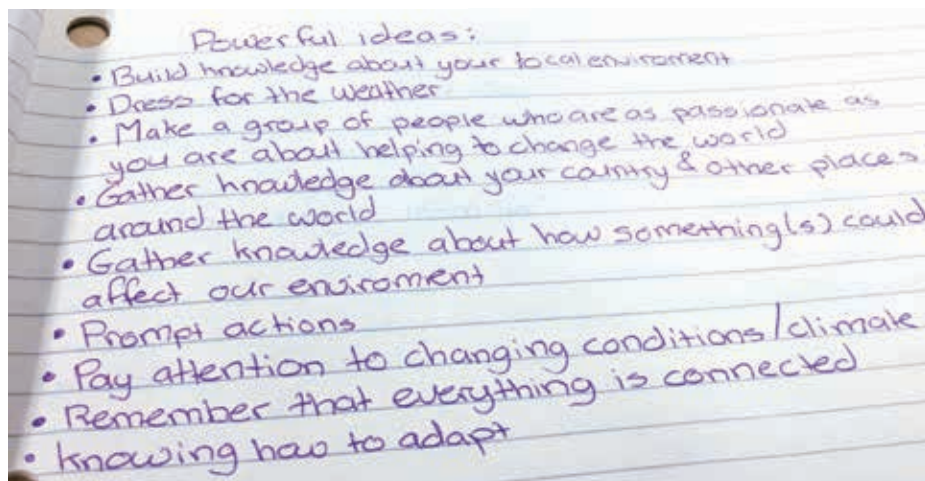 Powerful ideas:
• Build knowledge about your local enviroment
• Dress for the weather
• Make a group of people who are as passionate as
you are about helping to change the world
• Gather knowledge about your country & other places
around the world
• Gather knowledge about how something(s) could
affect our enviroment
• Prompt actions
• Pay attention to changing conditions/climate
• Remember that everything is connected
• Knowing how to adapt